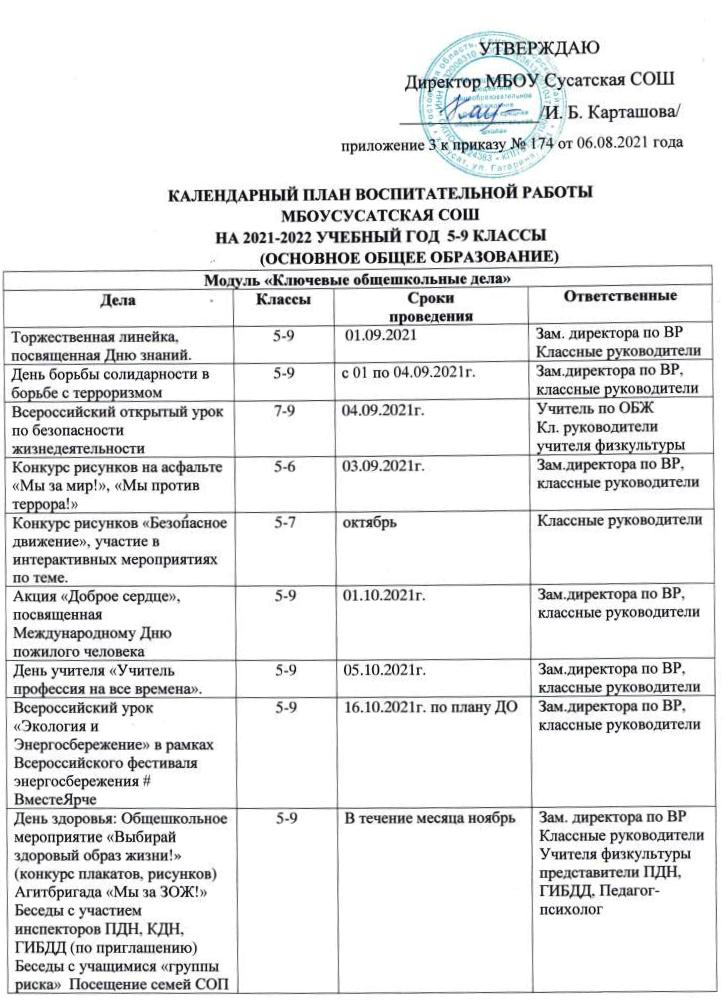 УТВЕРЖДАЮ
Директор МБОУ Сусатская СОШ
/И. Б. Карташова/
приложение 3 к приказу № 174 от 06.08.2021 года
КАЛЕНДАРНЫЙ ПЛАН ВОСПИТАТЕЛЬНОЙ РАБОТЫ
МБОУСУСАТСКАЯ СОШ
НА 2021-2022 УЧЕБНЫЙ ГОД 5-9 КЛАССЫ
(ОСНОВНОЕ ОБЩЕЕ ОБРАЗОВАНИЕ)
Модуль «Ключевые общешкольные дела»
Дела Классы Сроки Ответственные
проведения
Торжественная линейка, 5-9 01.09.2021 Зам. директора по ВР
посвященная Дню знаний. Классные руководители
День борьбы солидарности в 5-9 с 01 по 04.09.2021г. Зам.директора по ВР,
борьбе с терроризмом классные руководители
Всероссийский открытый урок 7-9 04.09.2021г. Учитель по ОБЖ
по безопасности Кл. руководители
жизнедеятельности учителя физкультуры
Конкурс рисунков на асфальте 5-6 03.09.2021г. Зам.директора по ВР,
«Мы за мир!», «Мы против классные руководители
террора!»
Конкурс рисунков «Безопасное 5-7 октябрь Классные руководители
движение», участие в
интерактивных мероприятиях
по теме.
Акция «Доброе сердце», 5-9 01.10.2021г. Зам.директора по ВР,
посвященная классные руководители
Международному Дню
пожилого человека
День учителя «Учитель 5-9 05.10.2021г. Зам.директора по ВР,
профессия на все времена». классные руководители
Всероссийский урок 5-9 16.10.2021г. по плану ДО Зам.директора по ВР,
«Экология и классные руководители
Энергосбережение» в рамках
Всероссийского фестиваля
энергосбережения #
ВместеЯрче
День здоровья: Общешкольное 5-9 В течение месяца ноябрь Зам. директора по ВР
мероприятие «Выбирай Классные руководители
здоровый образ жизни!» Учителя физкультуры
(конкурс плакатов, рисунков) представители ПДН,
Агитбригада «Мы за ЗОЖ!» ГИБДД, Педагог-
Беседы с участием психолог
инспекторов ПДН, КДН,
ГИБДД (по приглашению)
Беседы с учащимися «группы
риска» Посещение семей СОП